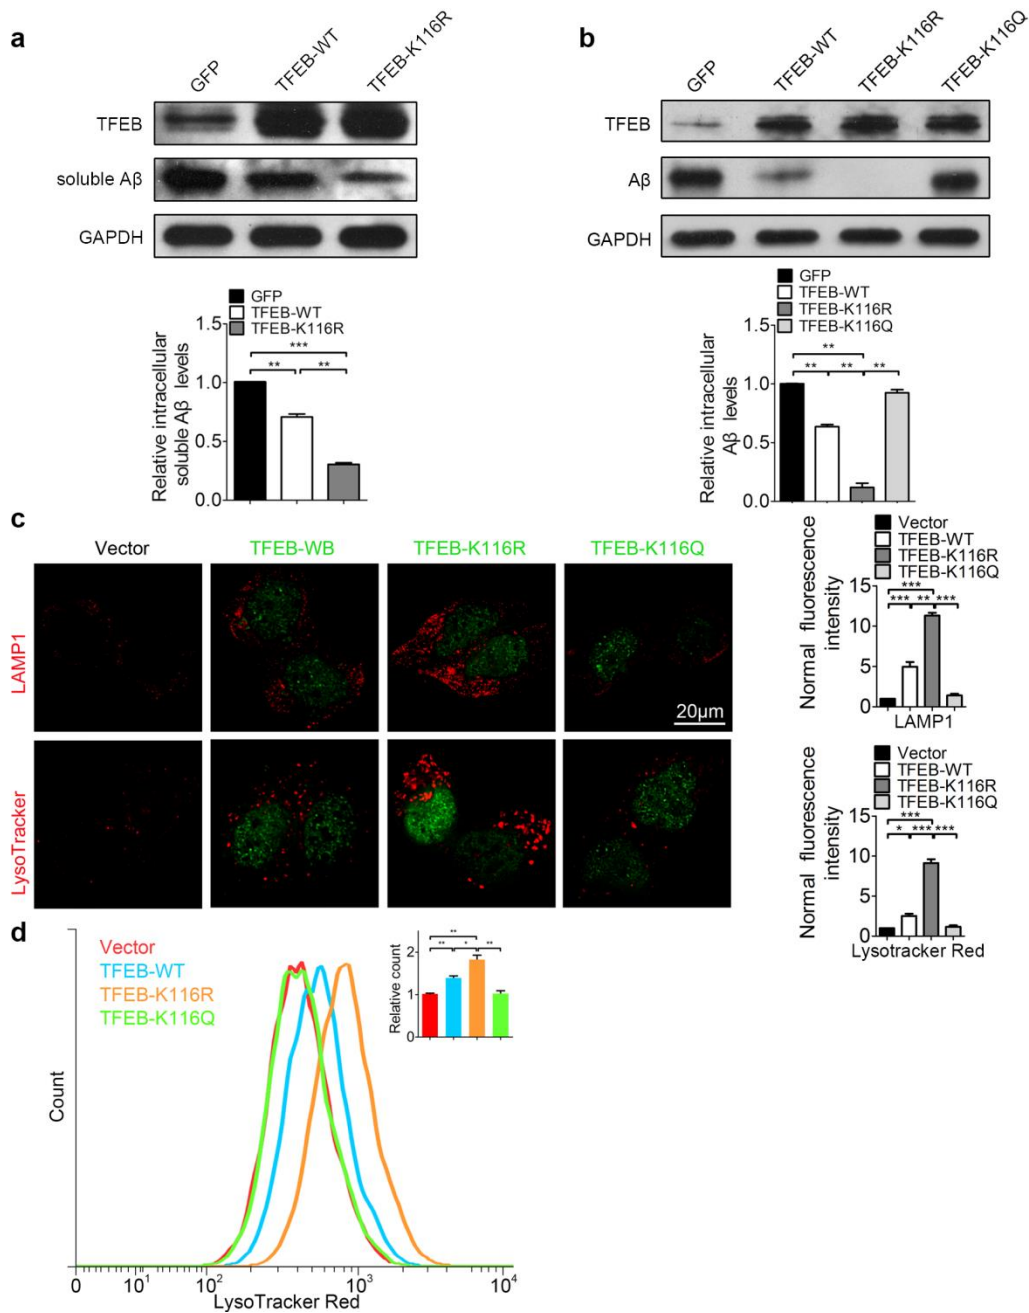 a
GFP
TFEB-WT
TFEB-K116R
TFEB
soluble Aβ
GAPDH
GFP
TFEB-WT
TFEB-K116R
Relative intracellular
soluble Aβ levels
1.5
1.0
0.5
0.0
***
** **
b
GFP
TFEB-WT
TFEB-K116R
TFEB-K116Q
TFEB
Aβ
GAPDH
GFP
TFEB-WT
TFEB-K116R
TFEB-K116Q
Relative intracellular
Aβ levels
1.5
1.0
0.5
0.0
**
** ** **
c
Vector
TFEB-WB
TFEB-K116R
TFEB-K116Q
LAMP1
20μm
LysoTracker
Vector
TFEB-WT
TFEB-K116R
TFEB-K116Q
Normal fluorescence
intensity
15
10
5
0
***
*** ** ***
LAMP1
Vector
TFEB-WT
TFEB-K116R
TFEB-K116Q
Normal fluorescence
intensity
15
10
5
0
***
* *** ***
Lysotracker Red
d
Vector
TFEB-WT
TFEB-K116R
TFEB-K116Q
Relative count
2
1
0
**
** * **
Count
0 10¹ 10² 10³ 10⁴
LysoTracker Red